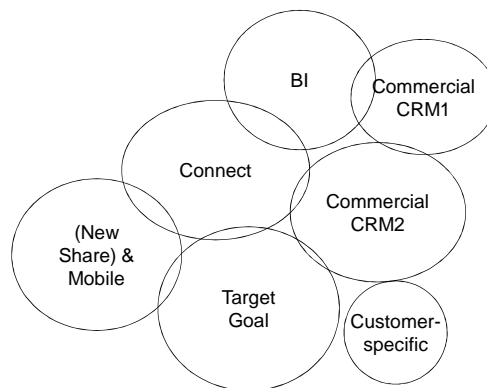 BI
Commercial
CRM1
Connect
Commercial
CRM2
(New
Share) &
Mobile
Target
Goal
Customer-
specific